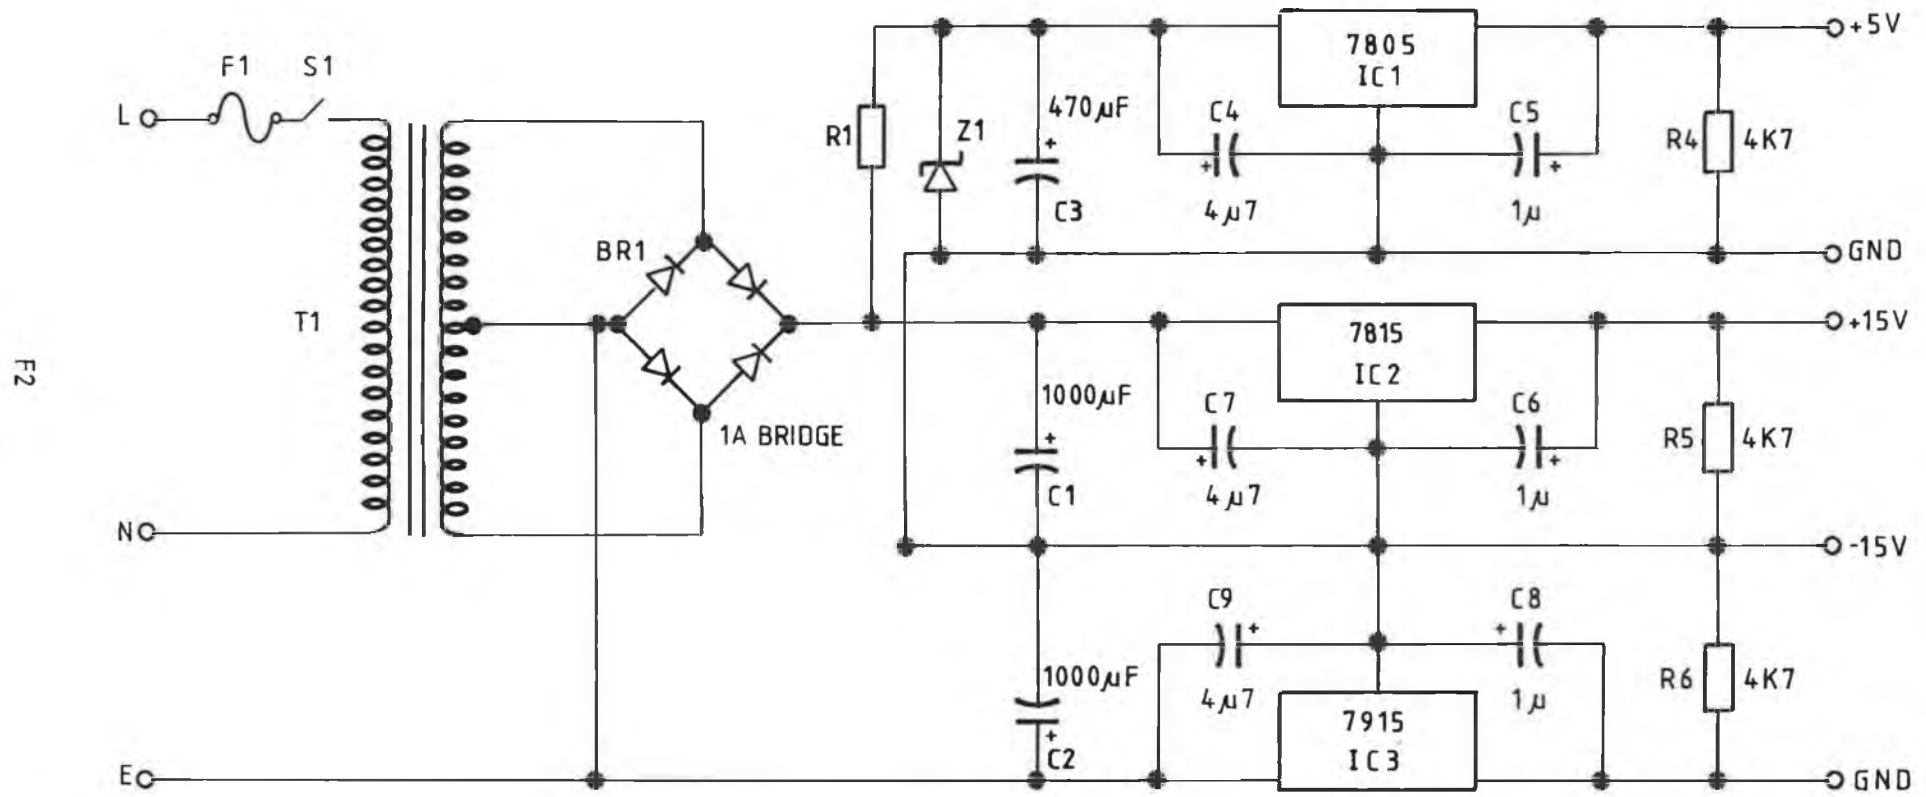 +5V
7805
IC1
F1 S1
470µF
C4
C5
L
R1
Z1
R4 4K7
+
+
+
C3
4µ7
1µ
BR1
GND
T1
+15V
7815
IC2
F2
1000µF
C7
C6
1A BRIDGE
R5 4K7
+
+
+
C1
4µ7
1µ
N
-15V
C9
C8
+
+
1000µF
4µ7
1µ
R6 4K7
7915
IC3
+
C2
E
GND